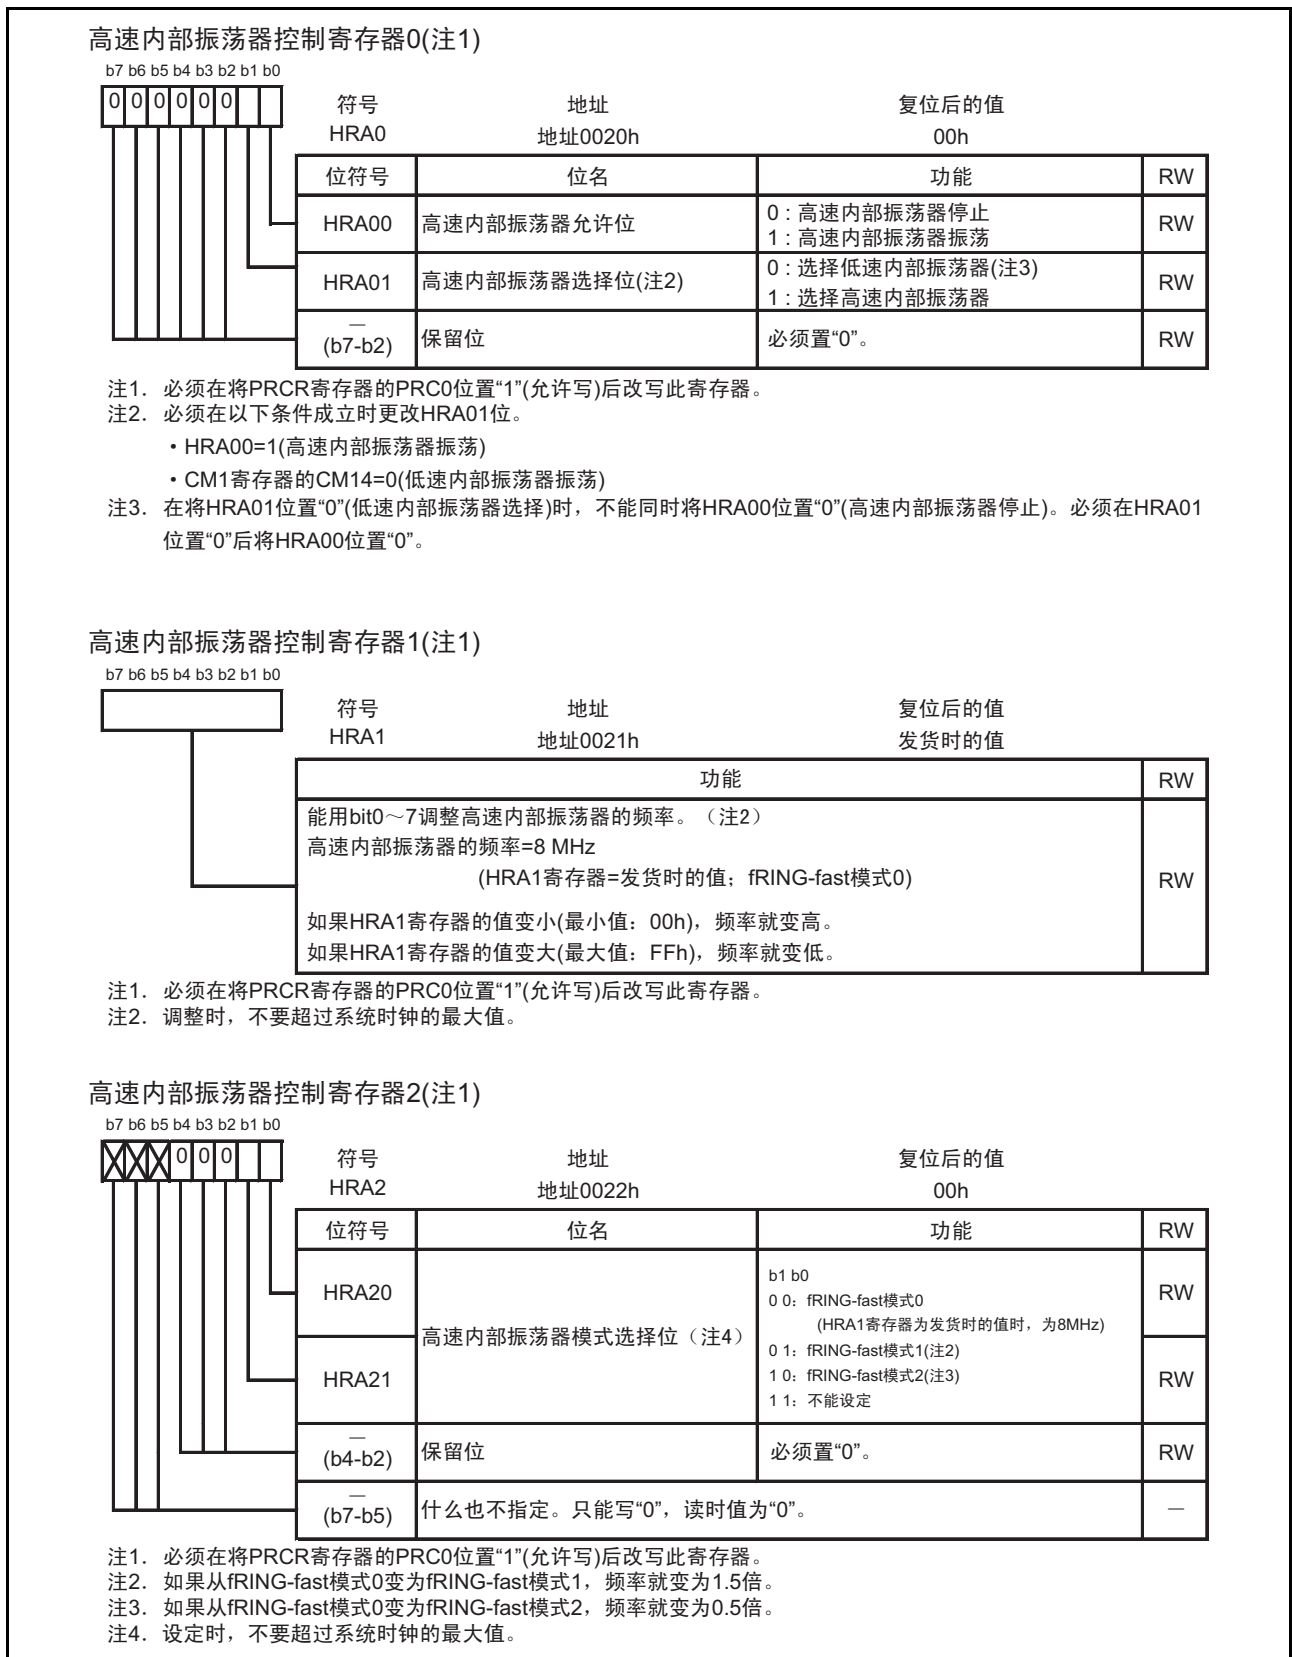 高速内部振荡器控制寄存器0(注1)
b7 b6 b5 b4 b3 b2 b1 b0
0 0 0 0 0 0
符号 地址 复位后的值
HRA0 地址0020h 00h
位符号 位名 功能 RW
HRA00 高速内部振荡器允许位 0 : 高速内部振荡器停止 RW
1 : 高速内部振荡器振荡
HRA01 高速内部振荡器选择位(注2) 0 : 选择低速内部振荡器(注3) RW
1 : 选择高速内部振荡器
—
(b7-b2) 保留位 必须置“0”。 RW
注1. 必须在将PRCR寄存器的PRC0位置“1”(允许写)后改写此寄存器。
注2. 必须在以下条件成立时更改HRA01位。
• HRA00=1(高速内部振荡器振荡)
• CM1寄存器的CM14=0(低速内部振荡器振荡)
注3. 在将HRA01位置“0”(低速内部振荡器选择)时，不能同时将HRA00位置“0”(高速内部振荡器停止)。必须在HRA01
位置“0”后将HRA00位置“0”。
高速内部振荡器控制寄存器1(注1)
b7 b6 b5 b4 b3 b2 b1 b0
符号 地址 复位后的值
HRA1 地址0021h 发货时的值
功能 RW
能用bit0～7调整高速内部振荡器的频率。（注2）
高速内部振荡器的频率=8 MHz
(HRA1寄存器=发货时的值；fRING-fast模式0) RW
如果HRA1寄存器的值变小(最小值：00h)，频率就变高。
如果HRA1寄存器的值变大(最大值：FFh)，频率就变低。
注1. 必须在将PRCR寄存器的PRC0位置“1”(允许写)后改写此寄存器。
注2. 调整时，不要超过系统时钟的最大值。
高速内部振荡器控制寄存器2(注1)
b7 b6 b5 b4 b3 b2 b1 b0
0 0 0
符号 地址 复位后的值
HRA2 地址0022h 00h
位符号 位名 功能 RW
HRA20 高速内部振荡器模式选择位（注4） b1 b0 RW
0 0：fRING-fast模式0
(HRA1寄存器为发货时的值时，为8MHz)
0 1：fRING-fast模式1(注2)
HRA21 1 0：fRING-fast模式2(注3) RW
1 1：不能设定
—
(b4-b2) 保留位 必须置“0”。 RW
—
(b7-b5) 什么也不指定。只能写“0”，读时值为“0”。 —
注1. 必须在将PRCR寄存器的PRC0位置“1”(允许写)后改写此寄存器。
注2. 如果从fRING-fast模式0变为fRING-fast模式1，频率就变为1.5倍。
注3. 如果从fRING-fast模式0变为fRING-fast模式2，频率就变为0.5倍。
注4. 设定时，不要超过系统时钟的最大值。